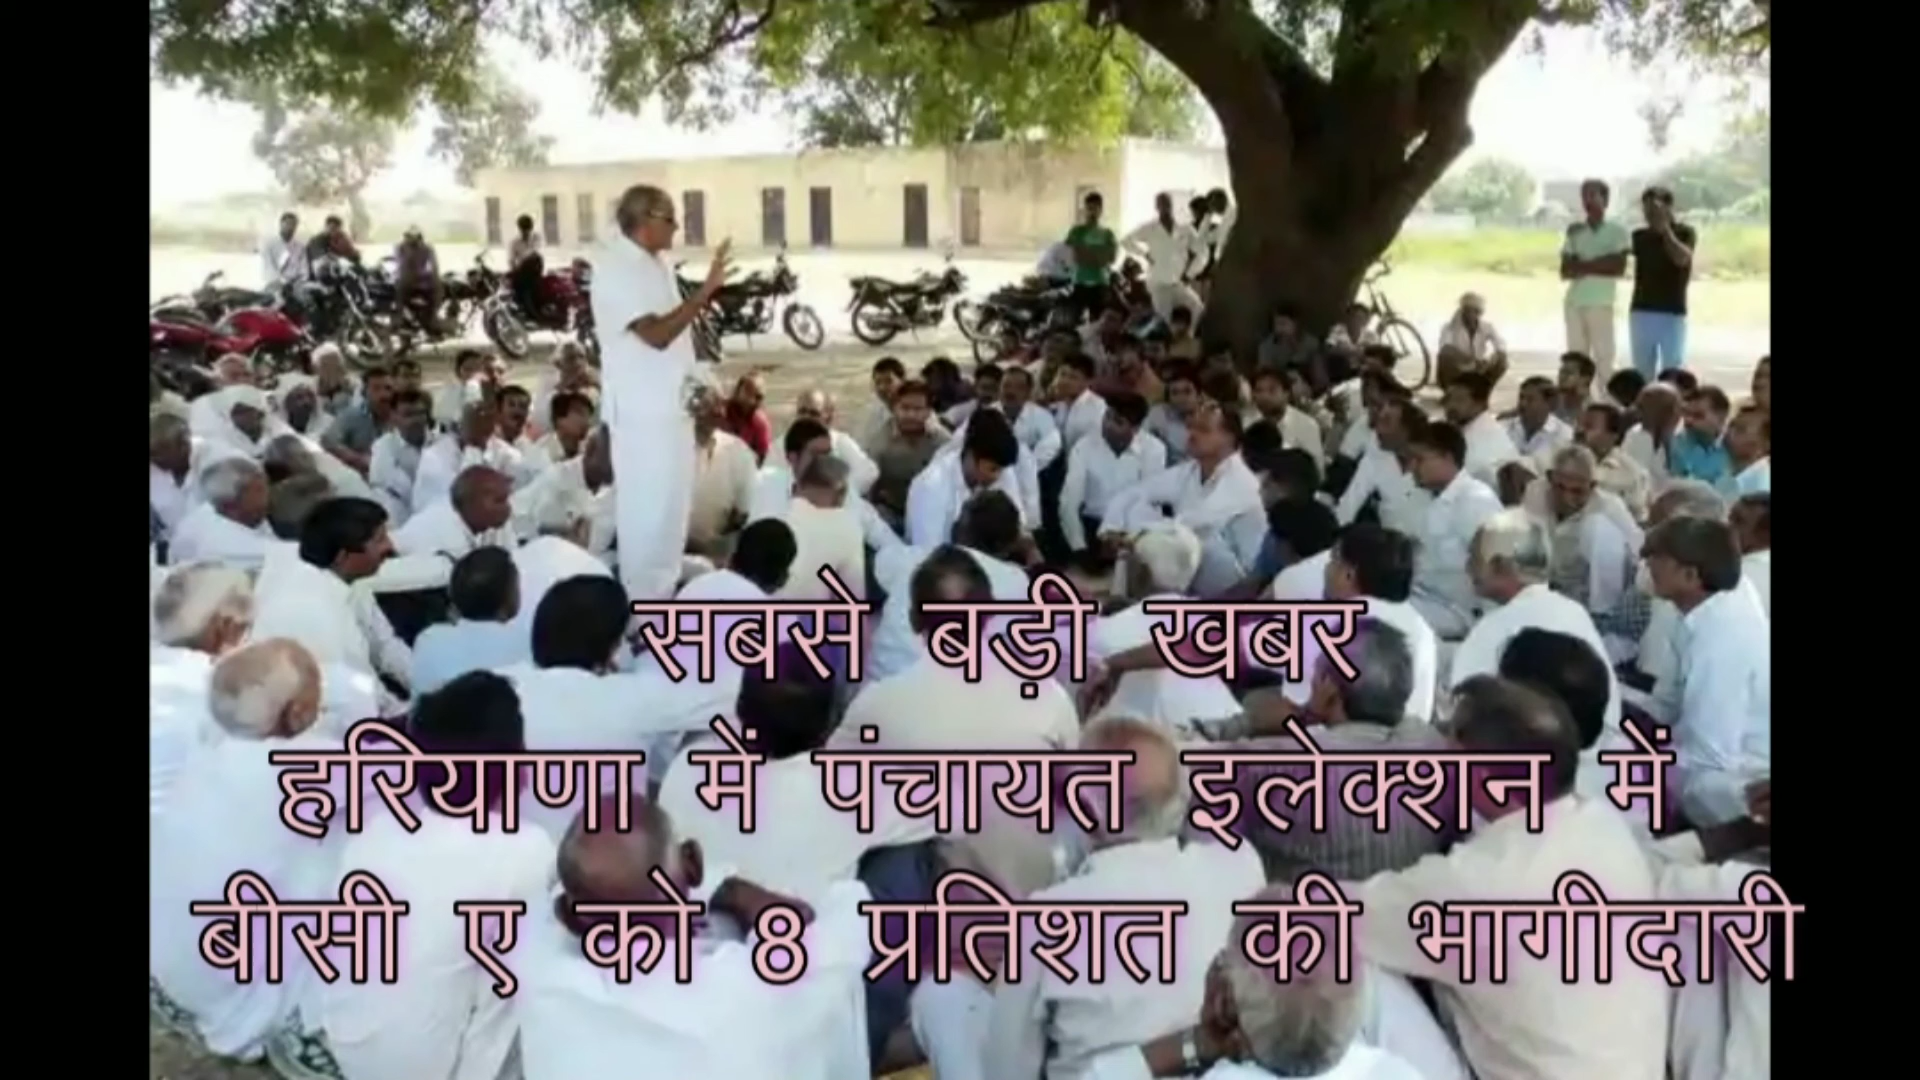 सबसे बड़ी खबर
हरियाणा में पंचायत इलेक्शन में
बीसी ए को 8 प्रतिशत की भागीदारी